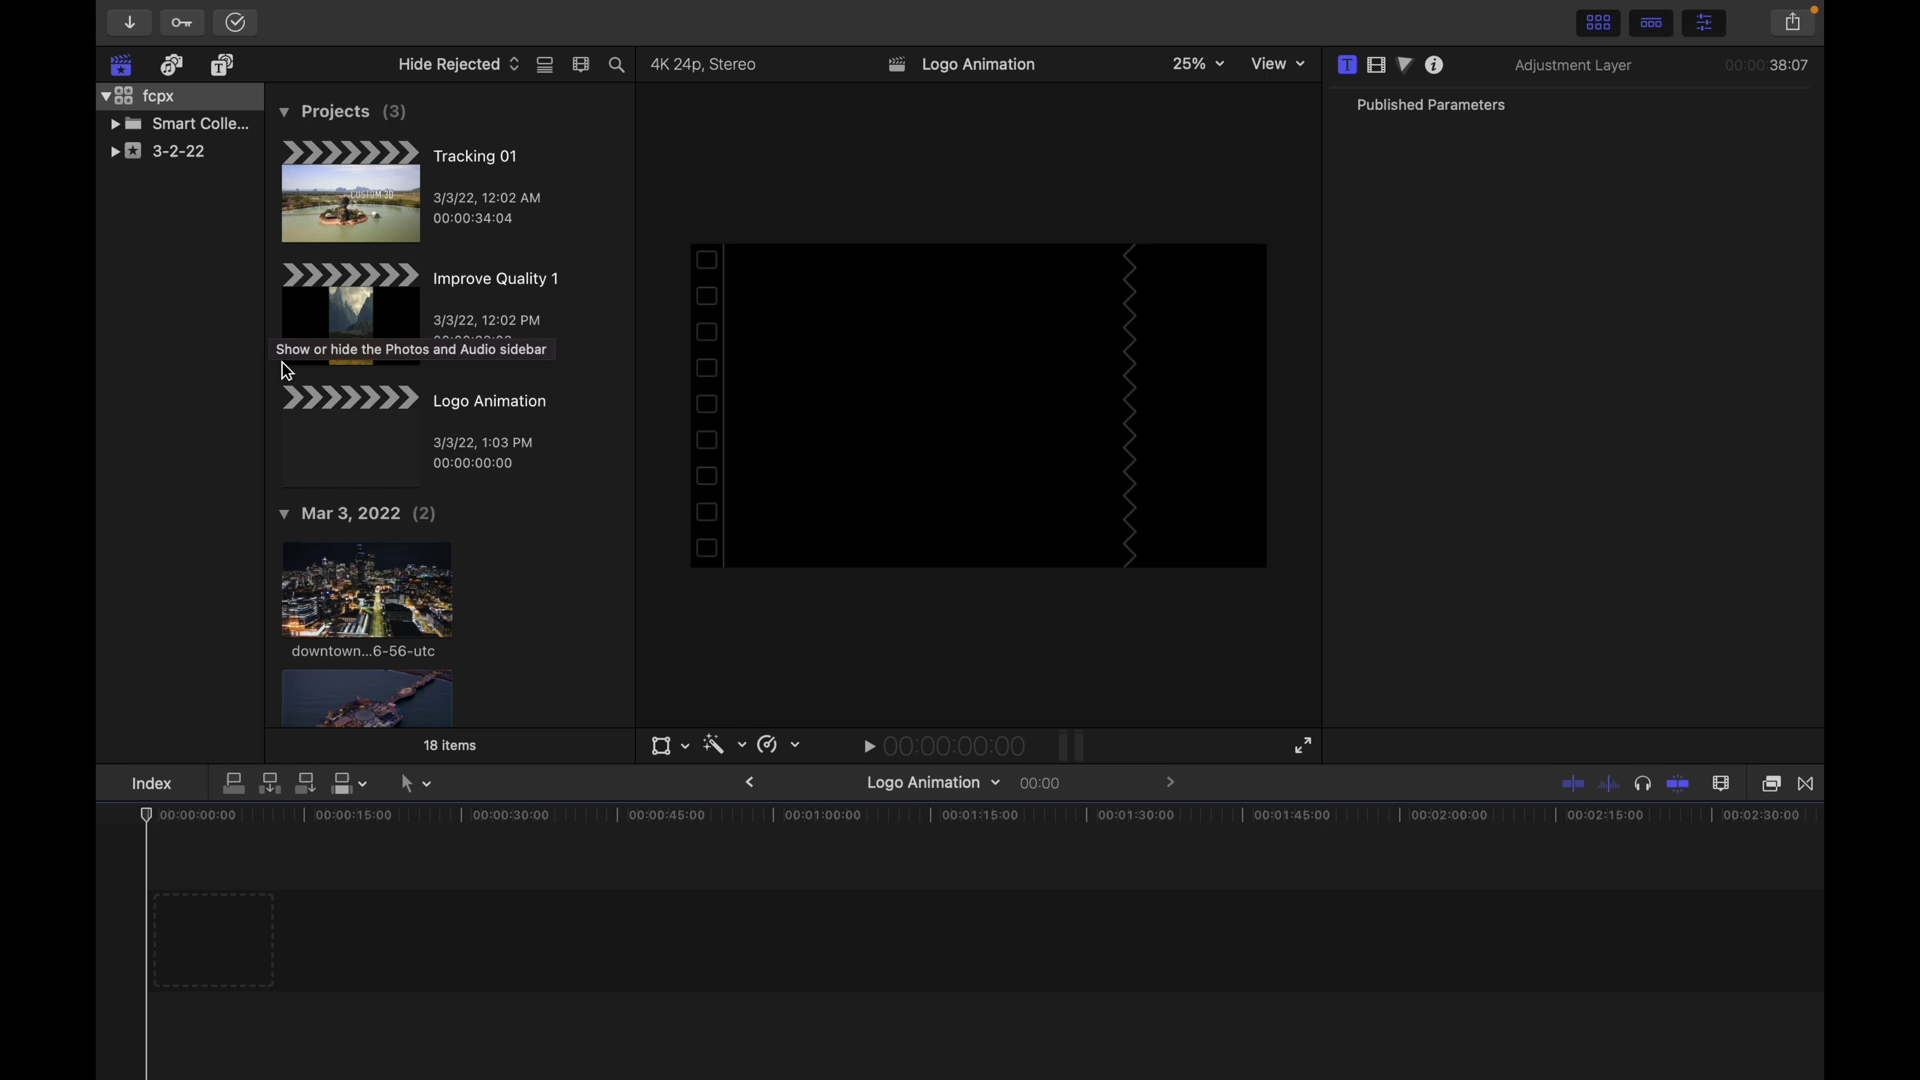 Hide Rejected
4K 24p, Stereo
Logo Animation
25%
View
Adjustment Layer
00:00:38:07
fcpx
Smart Colle...
3-2-22
Projects (3)
Tracking 01
3/3/22, 12:02 AM
00:00:34:04
CUSTOM 3D
Improve Quality 1
3/3/22, 12:02 PM
Show or hide the Photos and Audio sidebar
Logo Animation
3/3/22, 1:03 PM
00:00:00:00
Mar 3, 2022 (2)
downtown...6-56-utc
18 items
Published Parameters
00:00:00:00
Index
Logo Animation
00:00
00:00:00:00
00:00:15:00
00:00:30:00
00:00:45:00
00:01:00:00
00:01:15:00
00:01:30:00
00:01:45:00
00:02:00:00
00:02:15:00
00:02:30:00